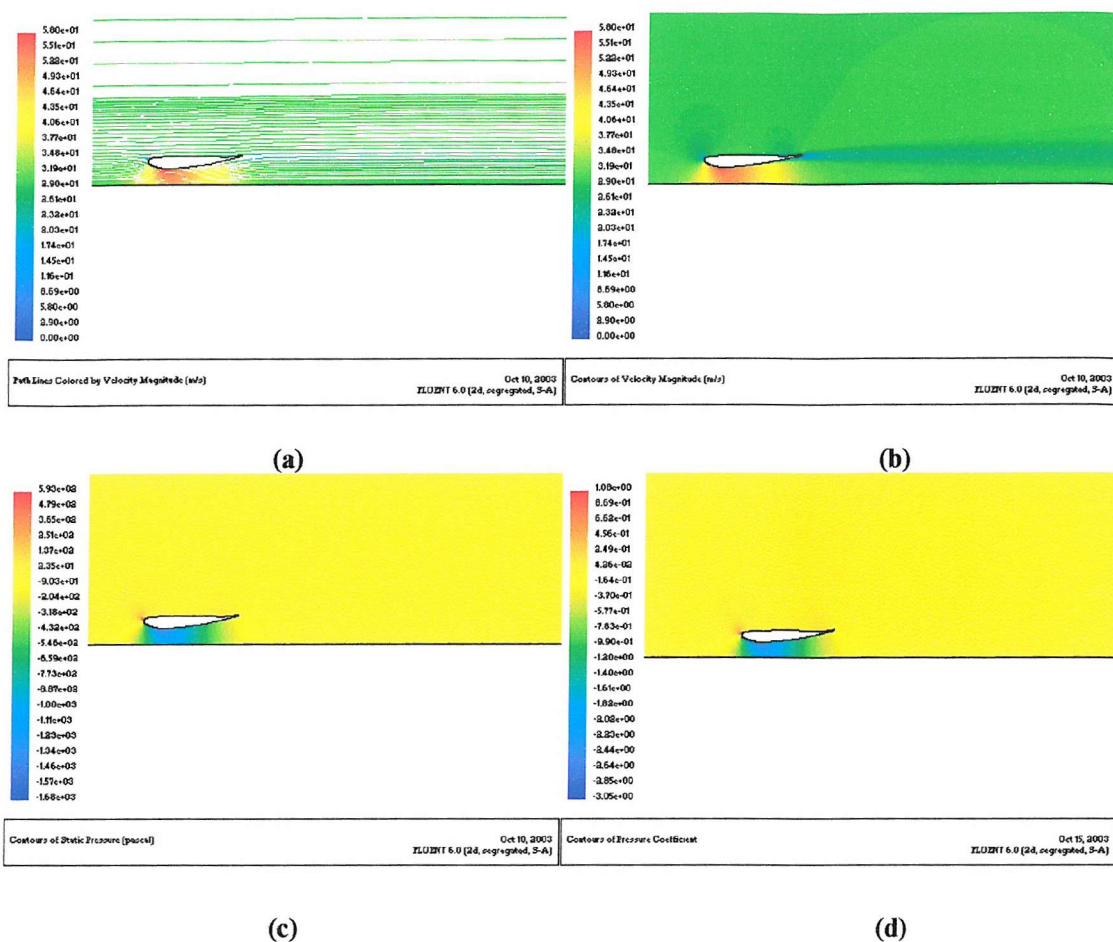 5.80e+01
5.51e+01
5.22e+01
4.93e+01
4.64e+01
4.35e+01
4.06e+01
3.77e+01
3.48e+01
3.19e+01
2.90e+01
2.61e+01
2.32e+01
2.03e+01
1.74e+01
1.45e+01
1.16e+01
8.69e+00
5.80e+00
2.90e+00
0.00e+00
Path Lines Colored by Velocity Magnitude (m/s)
Oct 10, 2003
FLUENT 6.0 (2d, segregated, S-A)
(a)
5.80e+01
5.51e+01
5.22e+01
4.93e+01
4.64e+01
4.35e+01
4.06e+01
3.77e+01
3.48e+01
3.19e+01
2.90e+01
2.61e+01
2.32e+01
2.03e+01
1.74e+01
1.45e+01
1.16e+01
8.69e+00
5.80e+00
2.90e+00
0.00e+00
Contours of Velocity Magnitude (m/s)
Oct 10, 2003
FLUENT 6.0 (2d, segregated, S-A)
(b)
5.93e+02
4.79e+02
3.65e+02
2.51e+02
1.37e+02
2.35e+01
-9.03e+01
-2.04e+02
-3.18e+02
-4.32e+02
-5.46e+02
-6.59e+02
-7.73e+02
-8.87e+02
-1.00e+03
-1.11e+03
-1.23e+03
-1.34e+03
-1.46e+03
-1.57e+03
-1.68e+03
Contours of Static Pressure (pascal)
Oct 10, 2003
FLUENT 6.0 (2d, segregated, S-A)
(c)
8.69e-01
6.62e-01
4.56e-01
2.49e-01
4.26e-02
-1.64e-01
-3.70e-01
-5.77e-01
-7.83e-01
-9.90e-01
-1.20e+00
-1.40e+00
-1.61e+00
-1.82e+00
-2.02e+00
-2.23e+00
-2.44e+00
-2.64e+00
-2.85e+00
-3.05e+00
Contours of Pressure Coefficient
Oct 15, 2003
FLUENT 6.0 (2d, segregated, S-A)
(d)